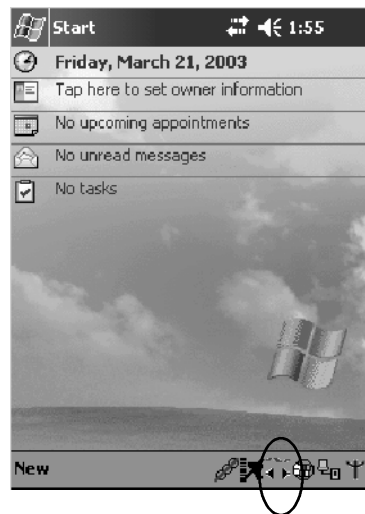 Start 1:55
Friday, March 21, 2003
Tap here to set owner information
No upcoming appointments
No unread messages
No tasks
New